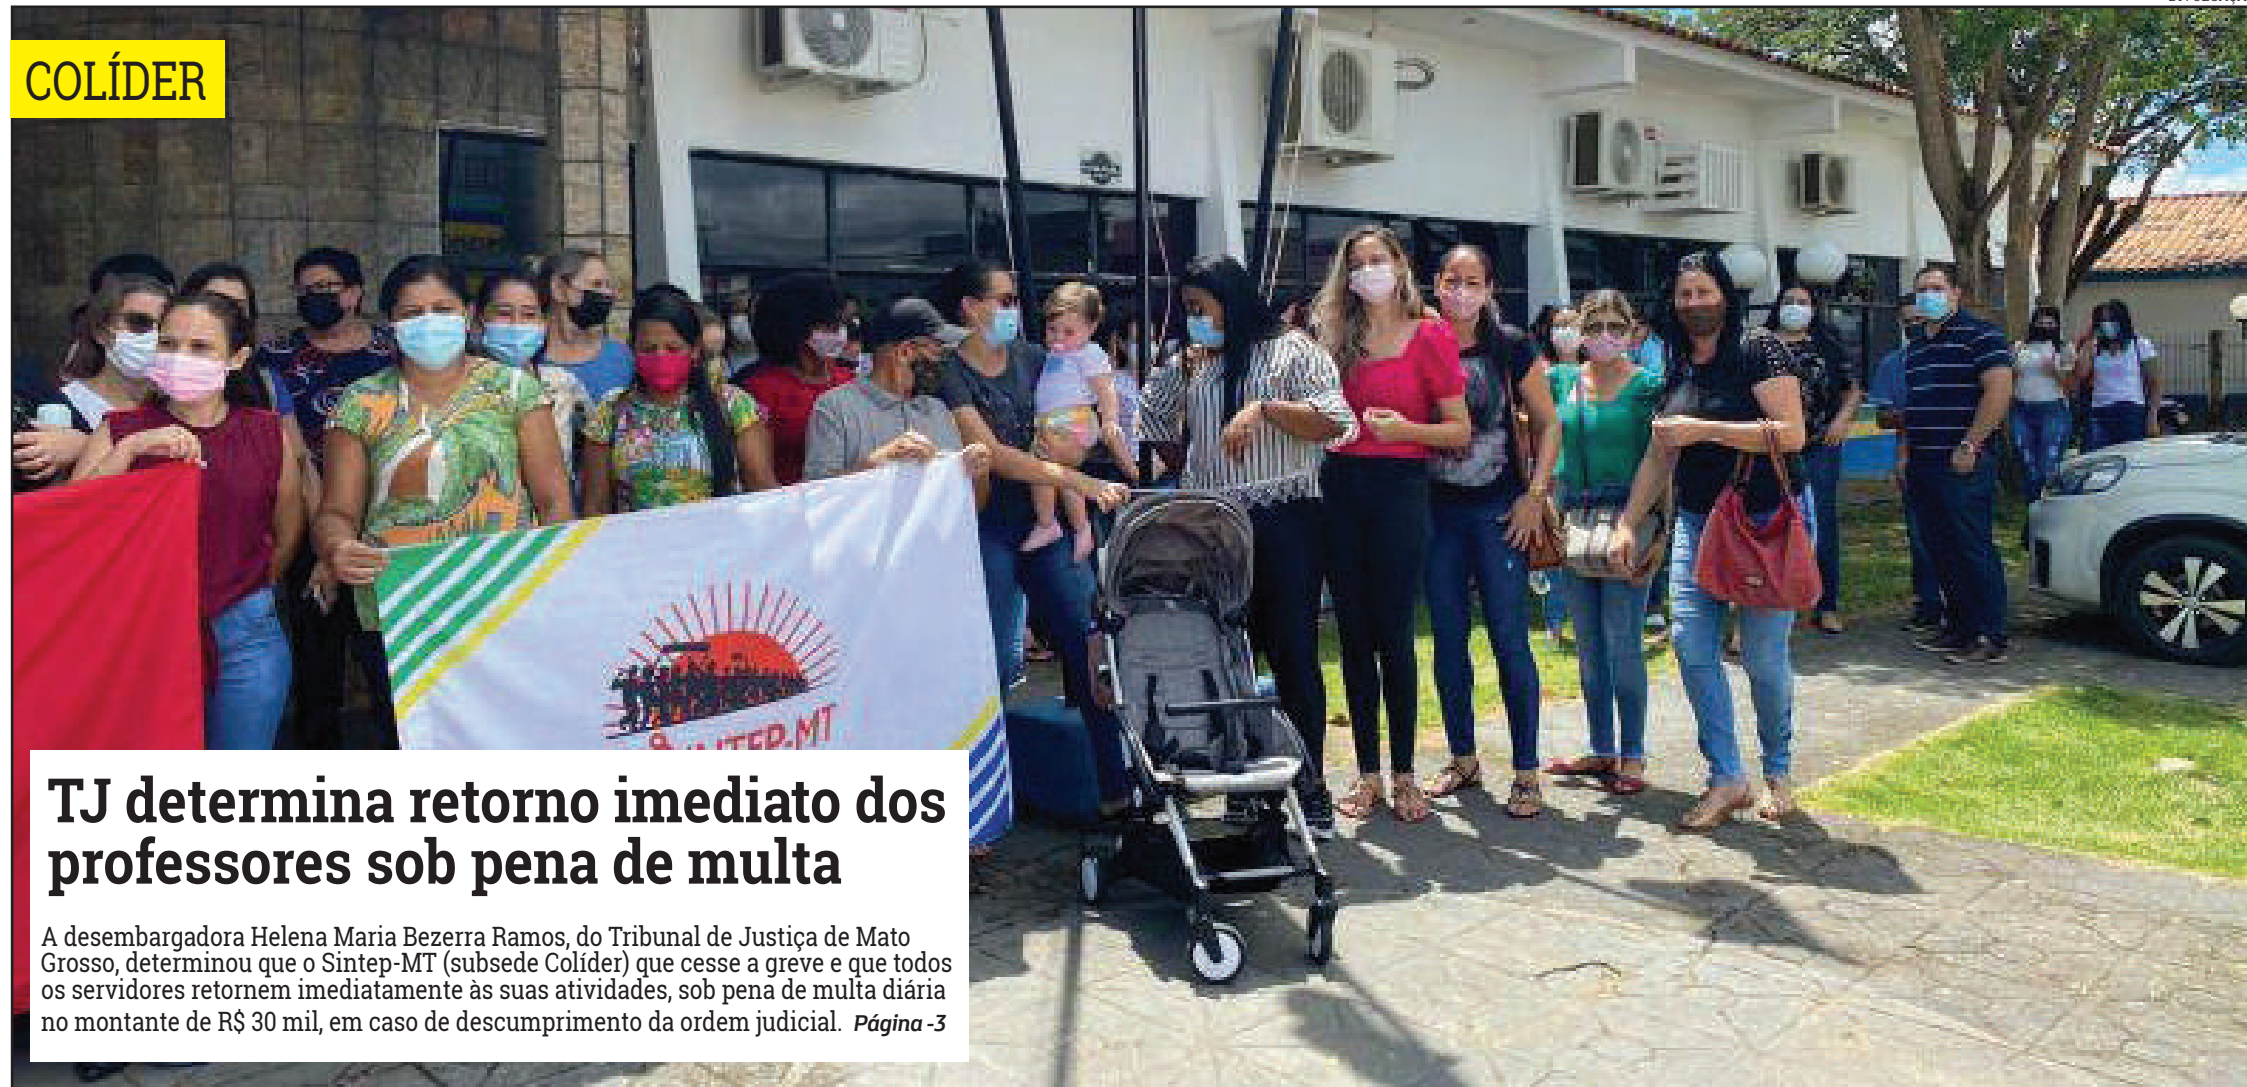 COLÍDER
SINTEP-MT
TJ determina retorno imediato dos
professores sob pena de multa
A desembargadora Helena Maria Bezerra Ramos, do Tribunal de Justiça de Mato
Grosso, determinou que o Sintep-MT (subsede Colíder) que cesse a greve e que todos
os servidores retornem imediatamente às suas atividades, sob pena de multa diária
no montante de R$ 30 mil, em caso de descumprimento da ordem judicial. Página -3